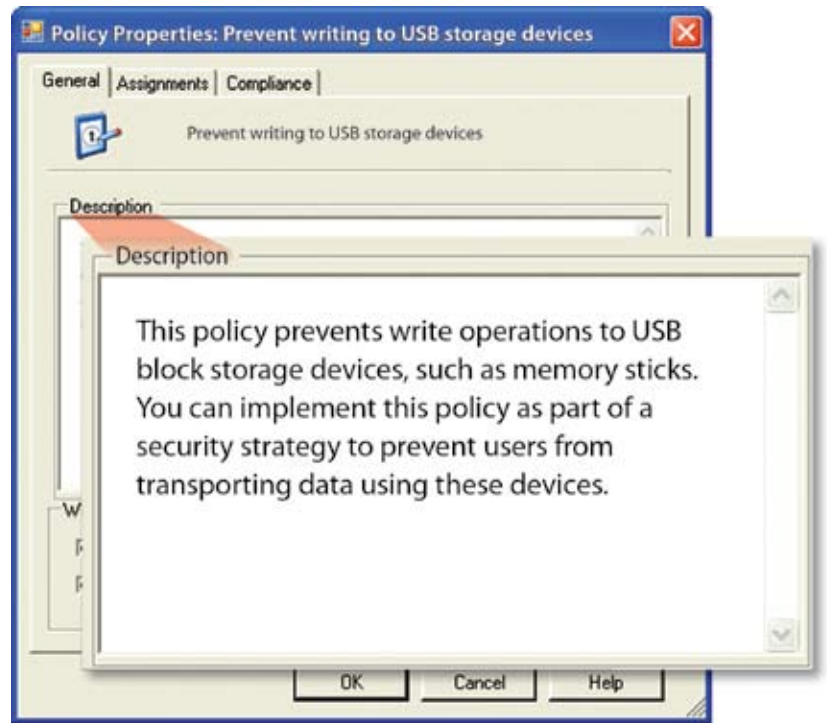 Policy Properties: Prevent writing to USB storage devices
General Assignments Compliance
Prevent writing to USB storage devices
Description
Description
This policy prevents write operations to USB
block storage devices, such as memory sticks.
You can implement this policy as part of a
security strategy to prevent users from
transporting data using these devices.
W
OK Cancel Help